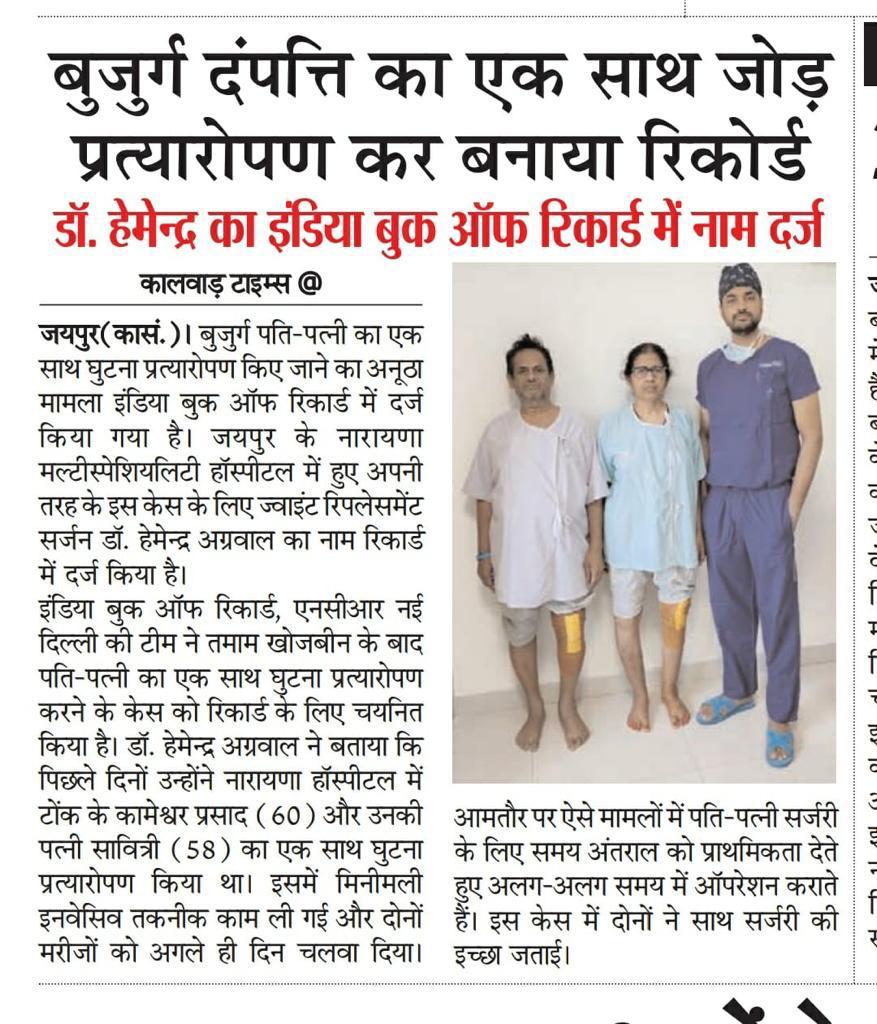 बुजुर्ग दंपत्ति का एक साथ जोड़
प्रत्यारोपण कर बनाया रिकोर्ड
डॉ. हेमेन्द्र का इंडिया बुक ऑफ रिकार्ड में नाम दर्ज
कालवाड़ टाइम्स @
जयपुर(कासं.)। बुजुर्ग पति-पत्नी का एक
साथ घुटना प्रत्यारोपण किए जाने का अनूठा
मामला इंडिया बुक ऑफ रिकार्ड में दर्ज
किया गया है। जयपुर के नारायणा
मल्टीस्पेशियलिटी हॉस्पीटल में हुए अपनी
तरह के इस केस के लिए ज्वाइंट रिपलेसमेंट
सर्जन डॉ. हेमेन्द्र अग्रवाल का नाम रिकार्ड
में दर्ज किया है।
इंडिया बुक ऑफ रिकार्ड, एनसीआर नई
दिल्ली की टीम ने तमाम खोजबीन के बाद
पति-पत्नी का एक साथ घुटना प्रत्यारोपण
करने के केस को रिकार्ड के लिए चयनित
किया है। डॉ. हेमेन्द्र अग्रवाल ने बताया कि
पिछले दिनों उन्होंने नारायणा हॉस्पीटल में
टोंक के कामेश्वर प्रसाद (60) और उनकी
पत्नी सावित्री (58) का एक साथ घुटना
प्रत्यारोपण किया था। इसमें मिनीमली
इनवेसिव तकनीक काम ली गई और दोनों
मरीजों को अगले ही दिन चलवा दिया।
आमतौर पर ऐसे मामलों में पति-पत्नी सर्जरी
के लिए समय अंतराल को प्राथमिकता देते
हुए अलग-अलग समय में ऑपरेशन कराते
हैं। इस केस में दोनों ने साथ सर्जरी की
इच्छा जताई।